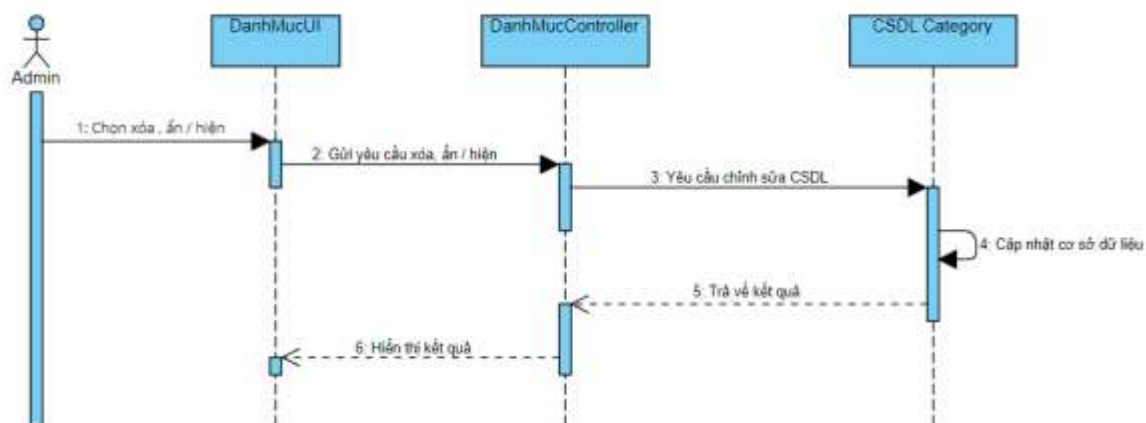 DanhMucUI
DanhMucController
CSDL Category
Admin
1: Chọn xóa , ẩn / hiện
2: Gửi yêu cầu xóa, ẩn / hiện
3: Yêu cầu chỉnh sửa CSDL
4: Cập nhật cơ sở dữ liệu
5: Trả về kết quả
6: Hiển thị kết quả